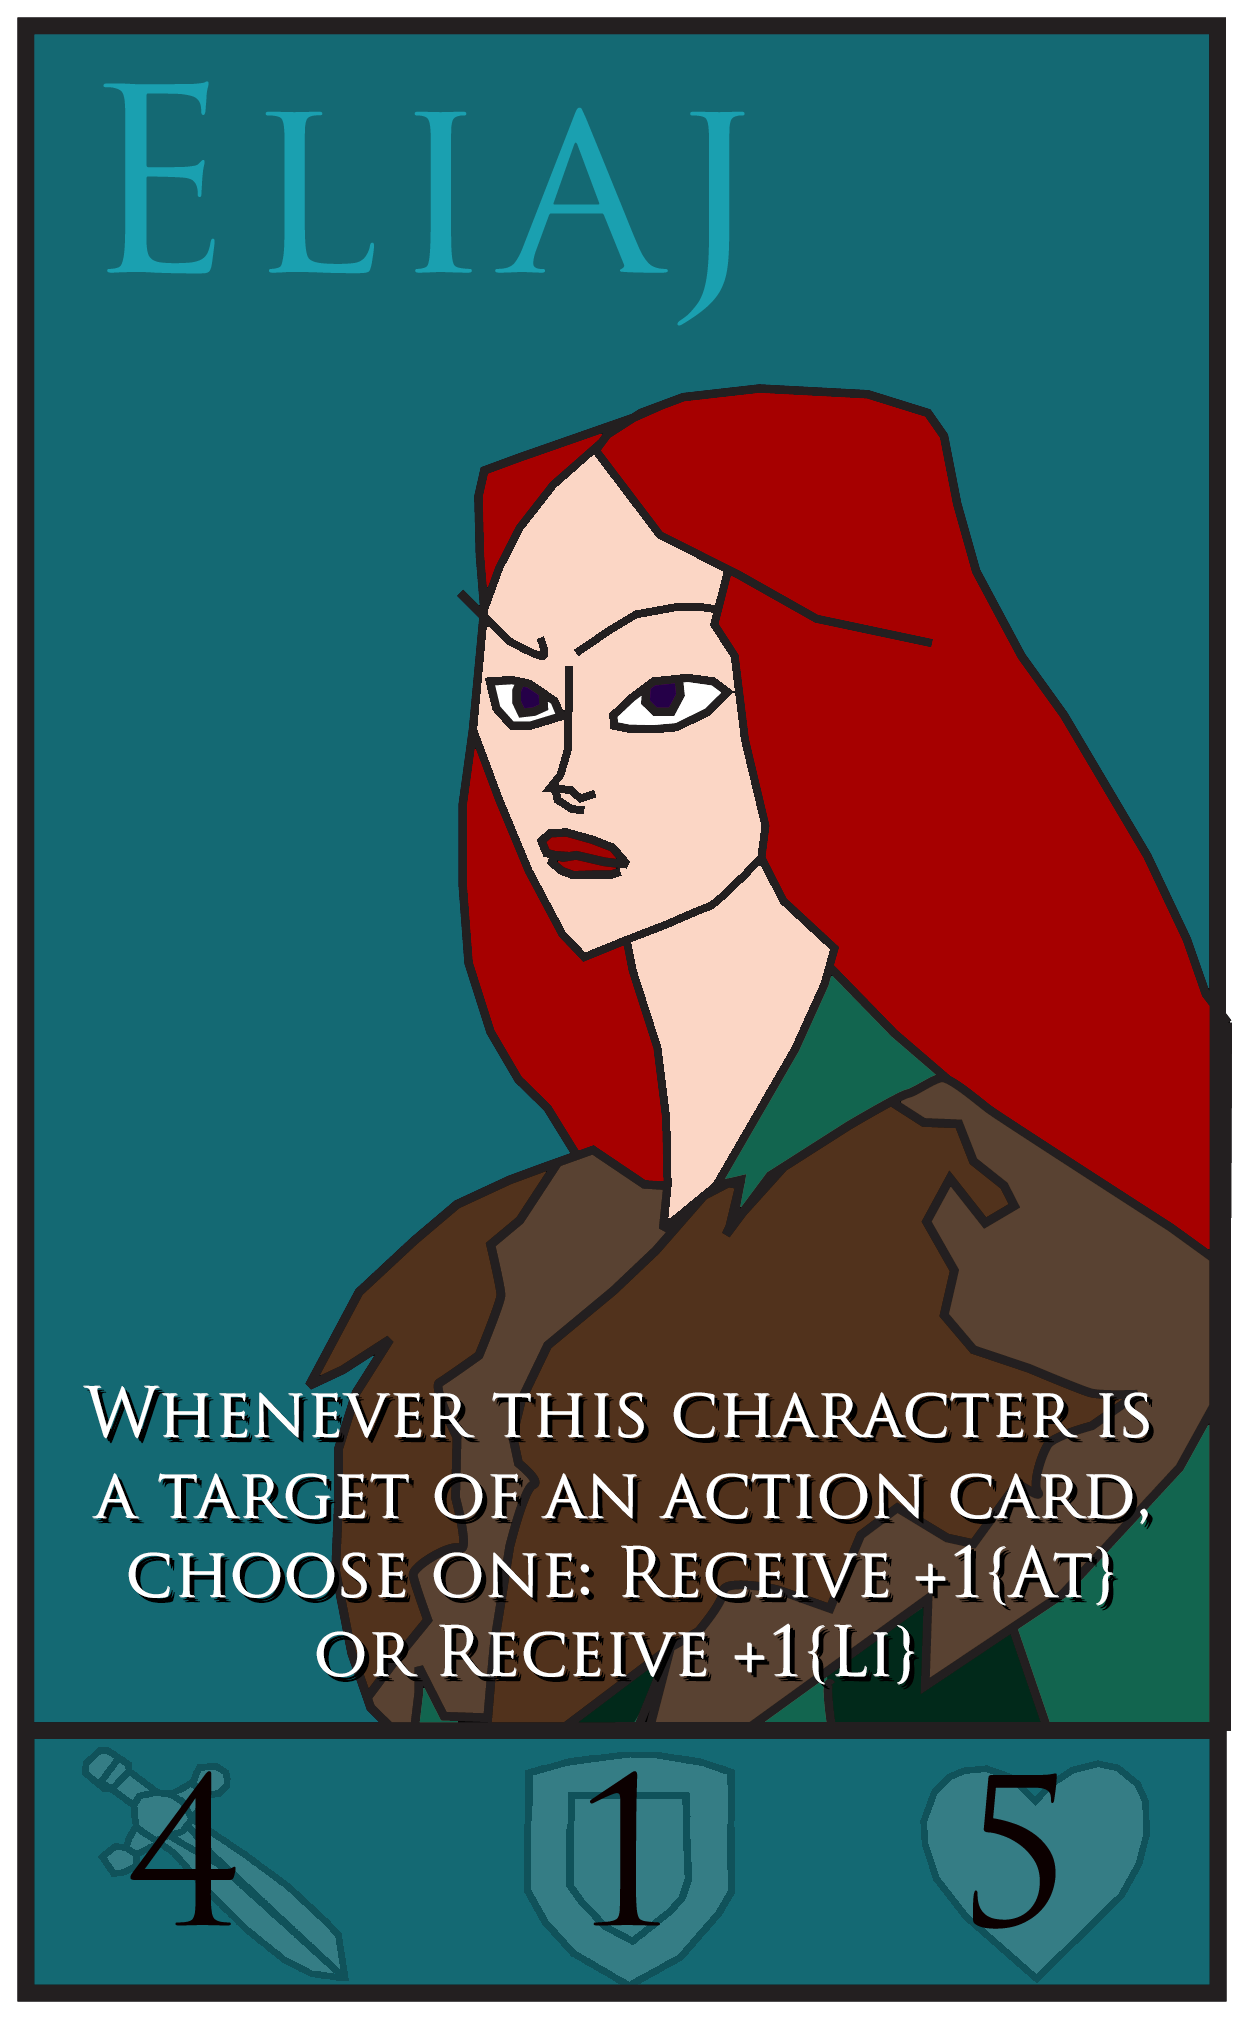 Eliaj
Whenever this character is
a target of an action card,
choose one: Receive +1{At}
or Receive +1{Li}
4 1 5